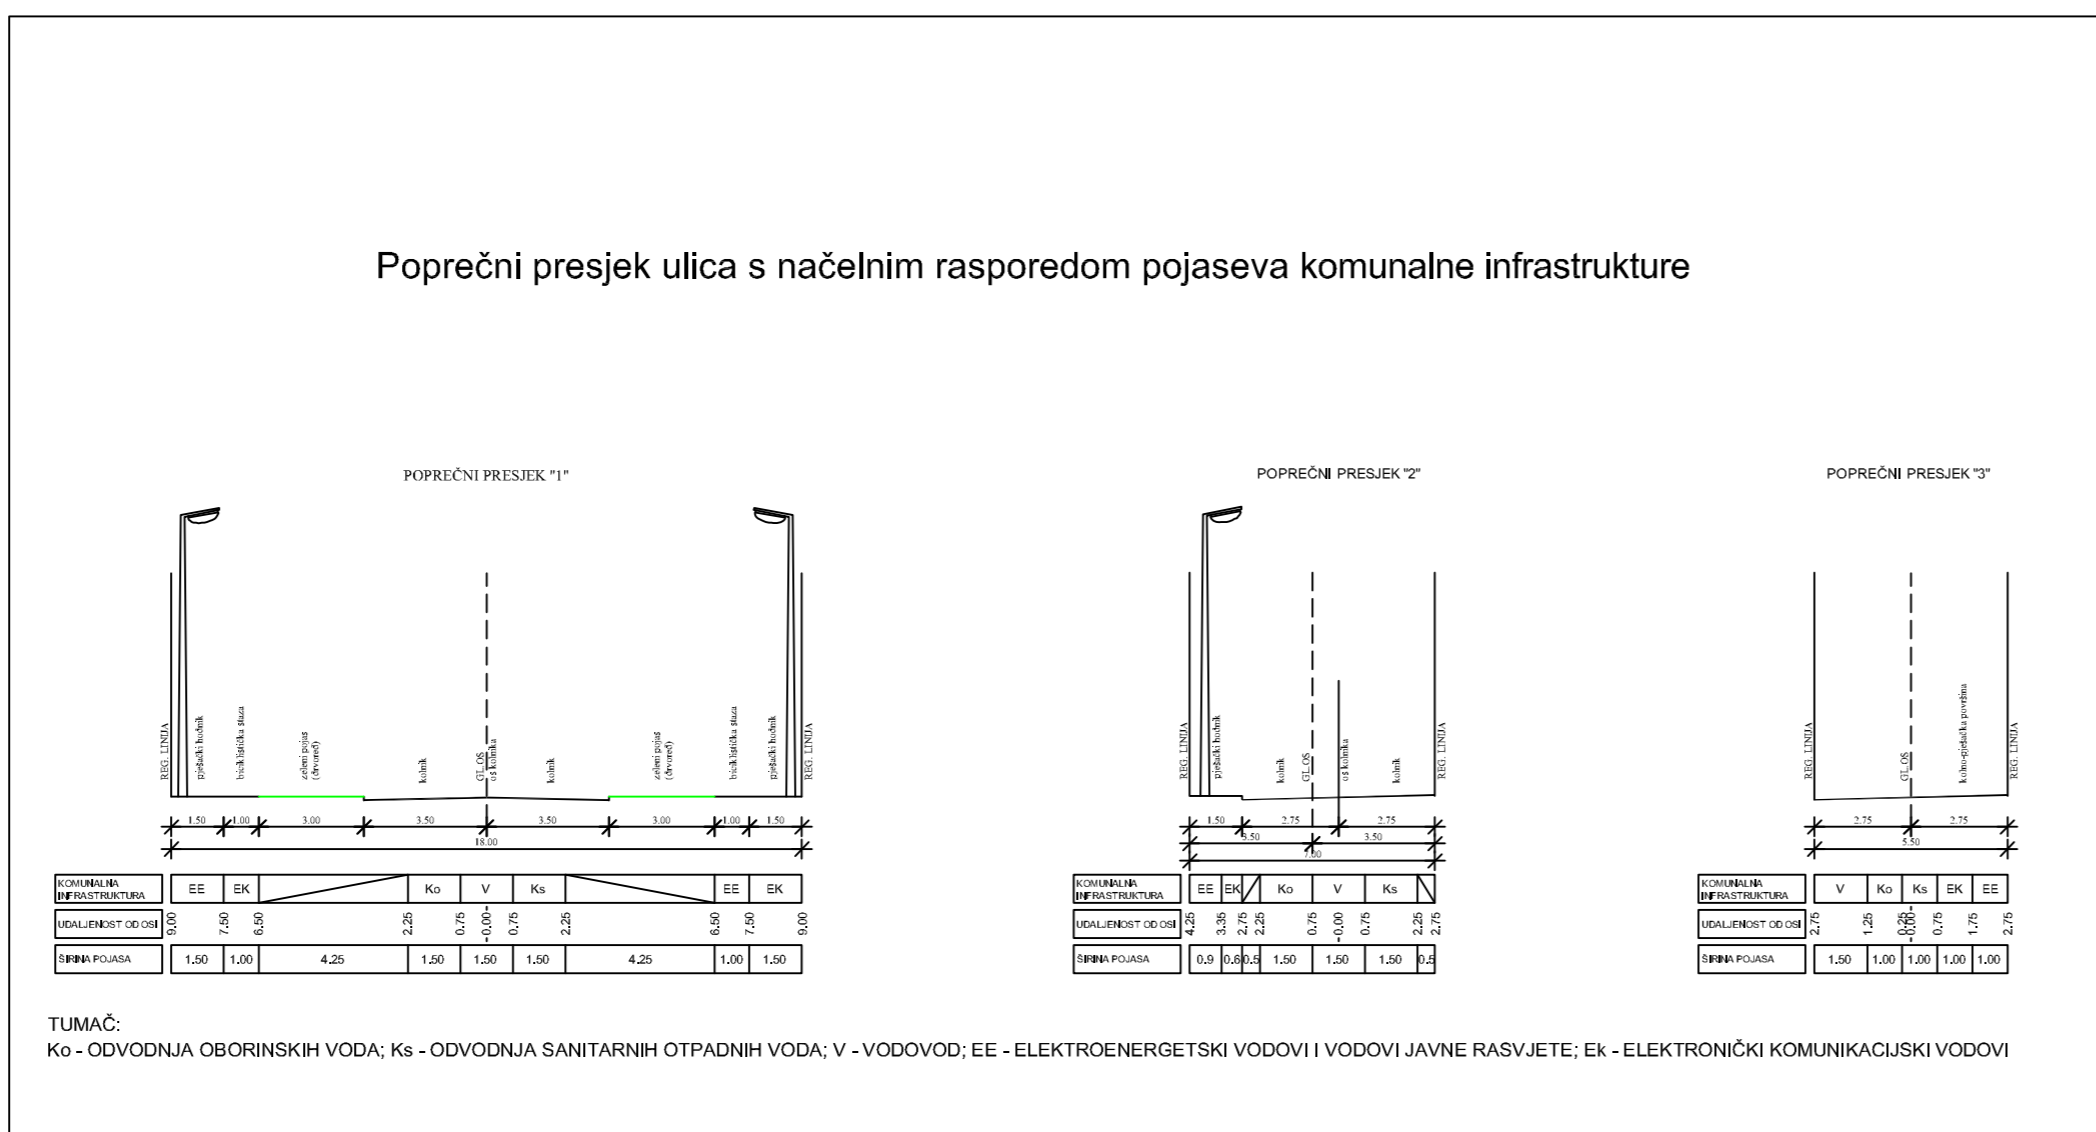 Poprečni presjek ulica s načelnim rasporedom pojaseva komunalne infrastrukture
POPREČNI PRESJEK "1"
REG. LINIJA
pješački hodnik
biciklistička staza
zeleni pojas
(drvored)
kolnik
GL.OS
os kolnika
kolnik
zeleni pojas
(drvored)
biciklistička staza
pješački hodnik
REG. LINIJA
1.50 1.00 3.00 3.50 3.50 3.00 1.00 1.50
18.00
KOMUNALNA
INFRASTRUKTURA
EE EK Ko V Ks EE EK
UDALJENOST OD OSI 9.00 7.50 6.50 2.25 0.75 -0.00- 0.75 2.25 6.50 7.50 9.00
ŠIRINA POJASA 1.50 1.00 4.25 1.50 1.50 1.50 4.25 1.00 1.50
POPREČNI PRESJEK "2"
REG. LINIJA
pješački hodnik
kolnik
GL.OS
os kolnika
kolnik
REG. LINIJA
1.50 2.75 2.75
3.50 3.50
7.00
KOMUNALNA
INFRASTRUKTURA
EE EK Ko V Ks
UDALJENOST OD OSI 4.25 3.35 2.75 2.25 0.75 -0.00 0.75 2.25 2.75
ŠIRINA POJASA 0.9 0.6 0.5 1.50 1.50 1.50 0.5
POPREČNI PRESJEK "3"
REG. LINIJA
GL.OS
kolno-pješačka površina
REG. LINIJA
2.75 2.75
5.50
KOMUNALNA
INFRASTRUKTURA
V Ko Ks EK EE
UDALJENOST OD OSI 2.75 1.25 0.25 -0.00- 0.75 1.75 2.75
ŠIRINA POJASA 1.50 1.00 1.00 1.00 1.00
TUMAČ:
Ko - ODVODNJA OBORINSKIH VODA; Ks - ODVODNJA SANITARNIH OTPADNIH VODA; V - VODOVOD; EE - ELEKTROENERGETSKI VODOVI I VODOVI JAVNE RASVJETE; Ek - ELEKTRONIČKI KOMUNIKACIJSKI VODOVI